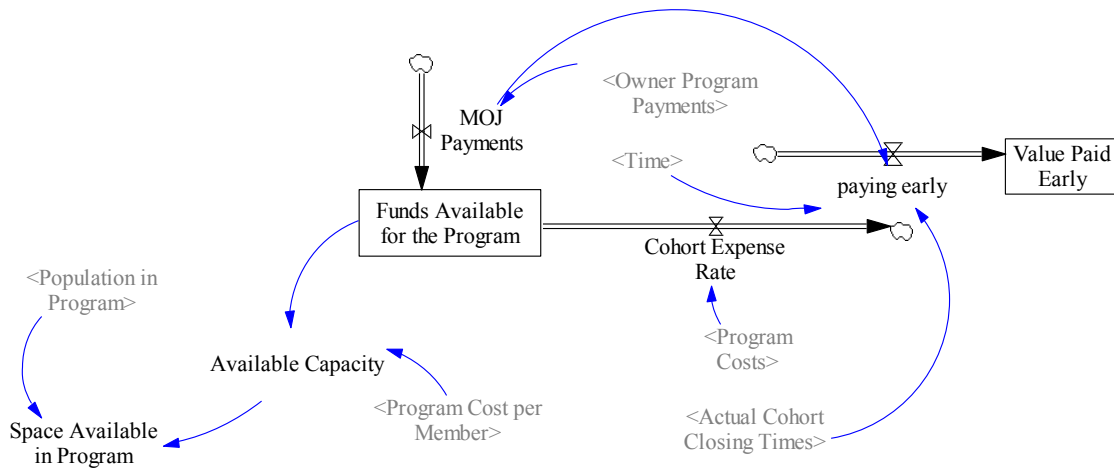 <Owner Program
Payments>
MOJ
Payments
<Time>
Value Paid
Early
paying early
Funds Available
for the Program
Cohort Expense
Rate
<Population in
Program>
<Program
Costs>
Available Capacity
<Program Cost per
Member>
<Actual Cohort
Closing Times>
Space Available
in Program